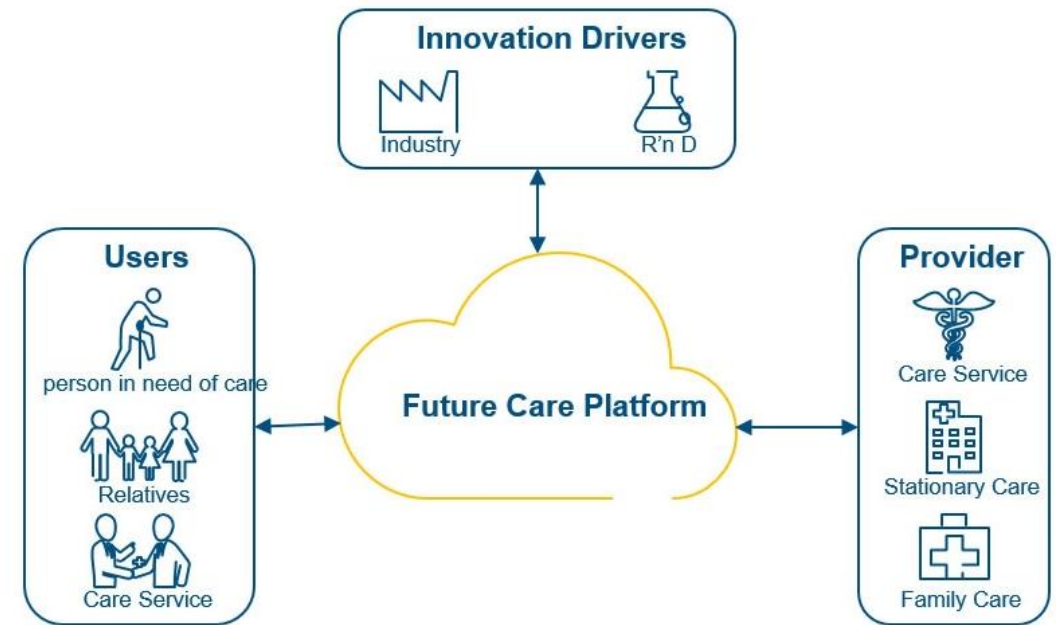 Innovation Drivers
Industry
R'n D
Users
person in need of care
Relatives
Care Service
Future Care Platform
Provider
Care Service
Stationary Care
Family Care